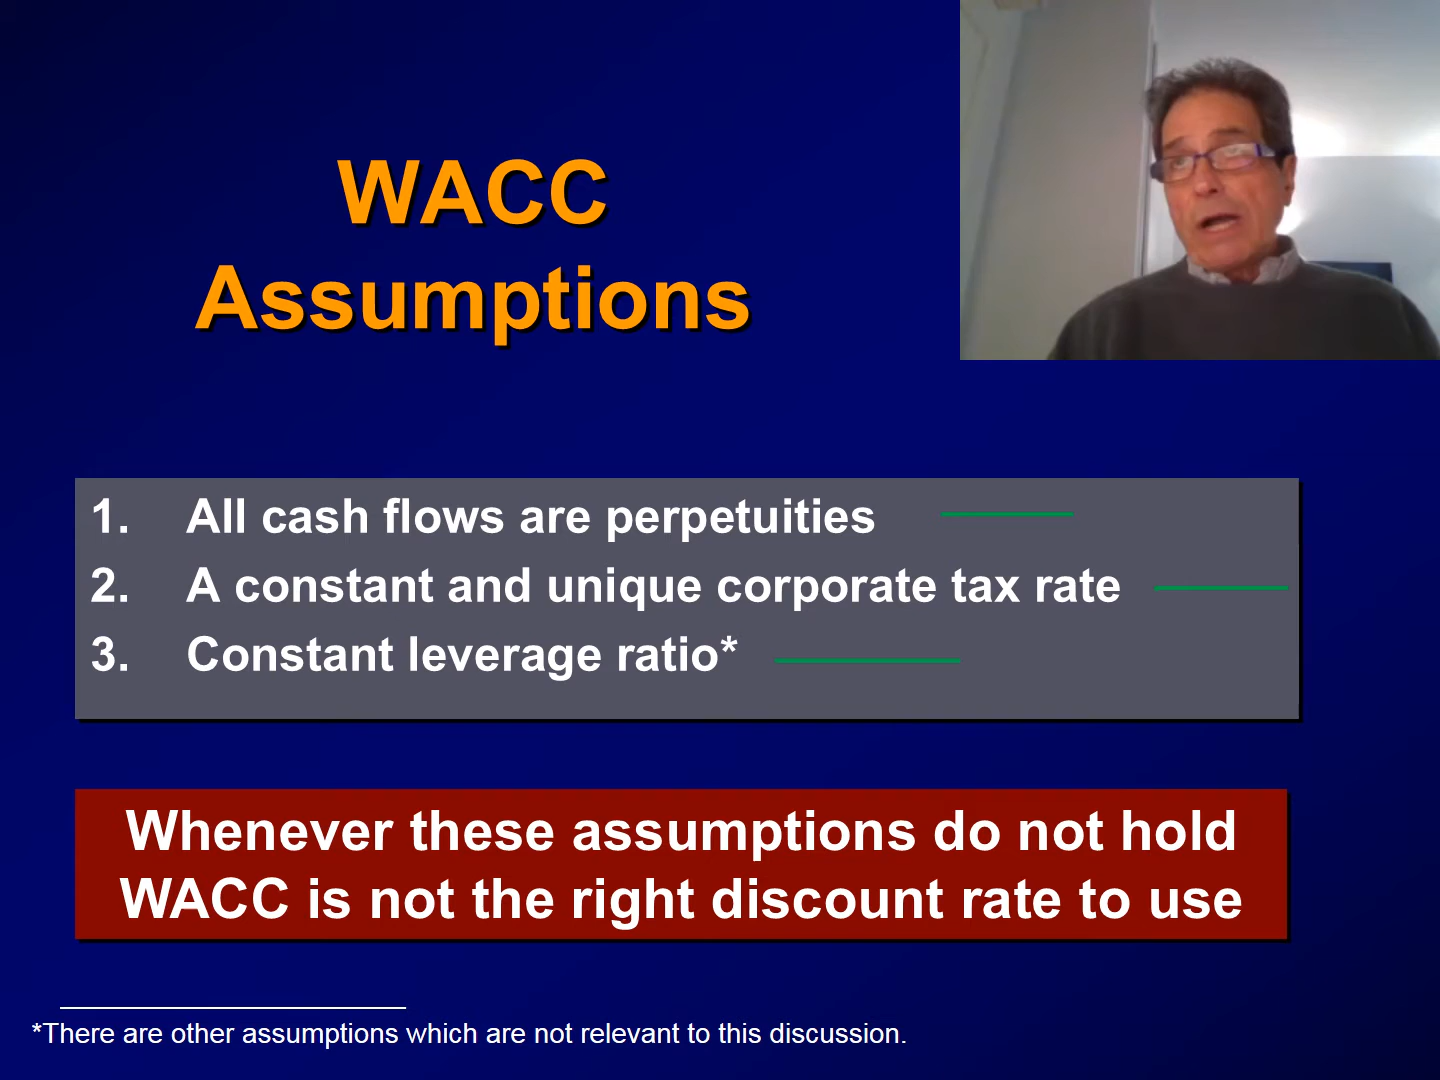 WACC
Assumptions
1. All cash flows are perpetuities
2. A constant and unique corporate tax rate
3. Constant leverage ratio*
Whenever these assumptions do not hold
WACC is not the right discount rate to use
*There are other assumptions which are not relevant to this discussion.